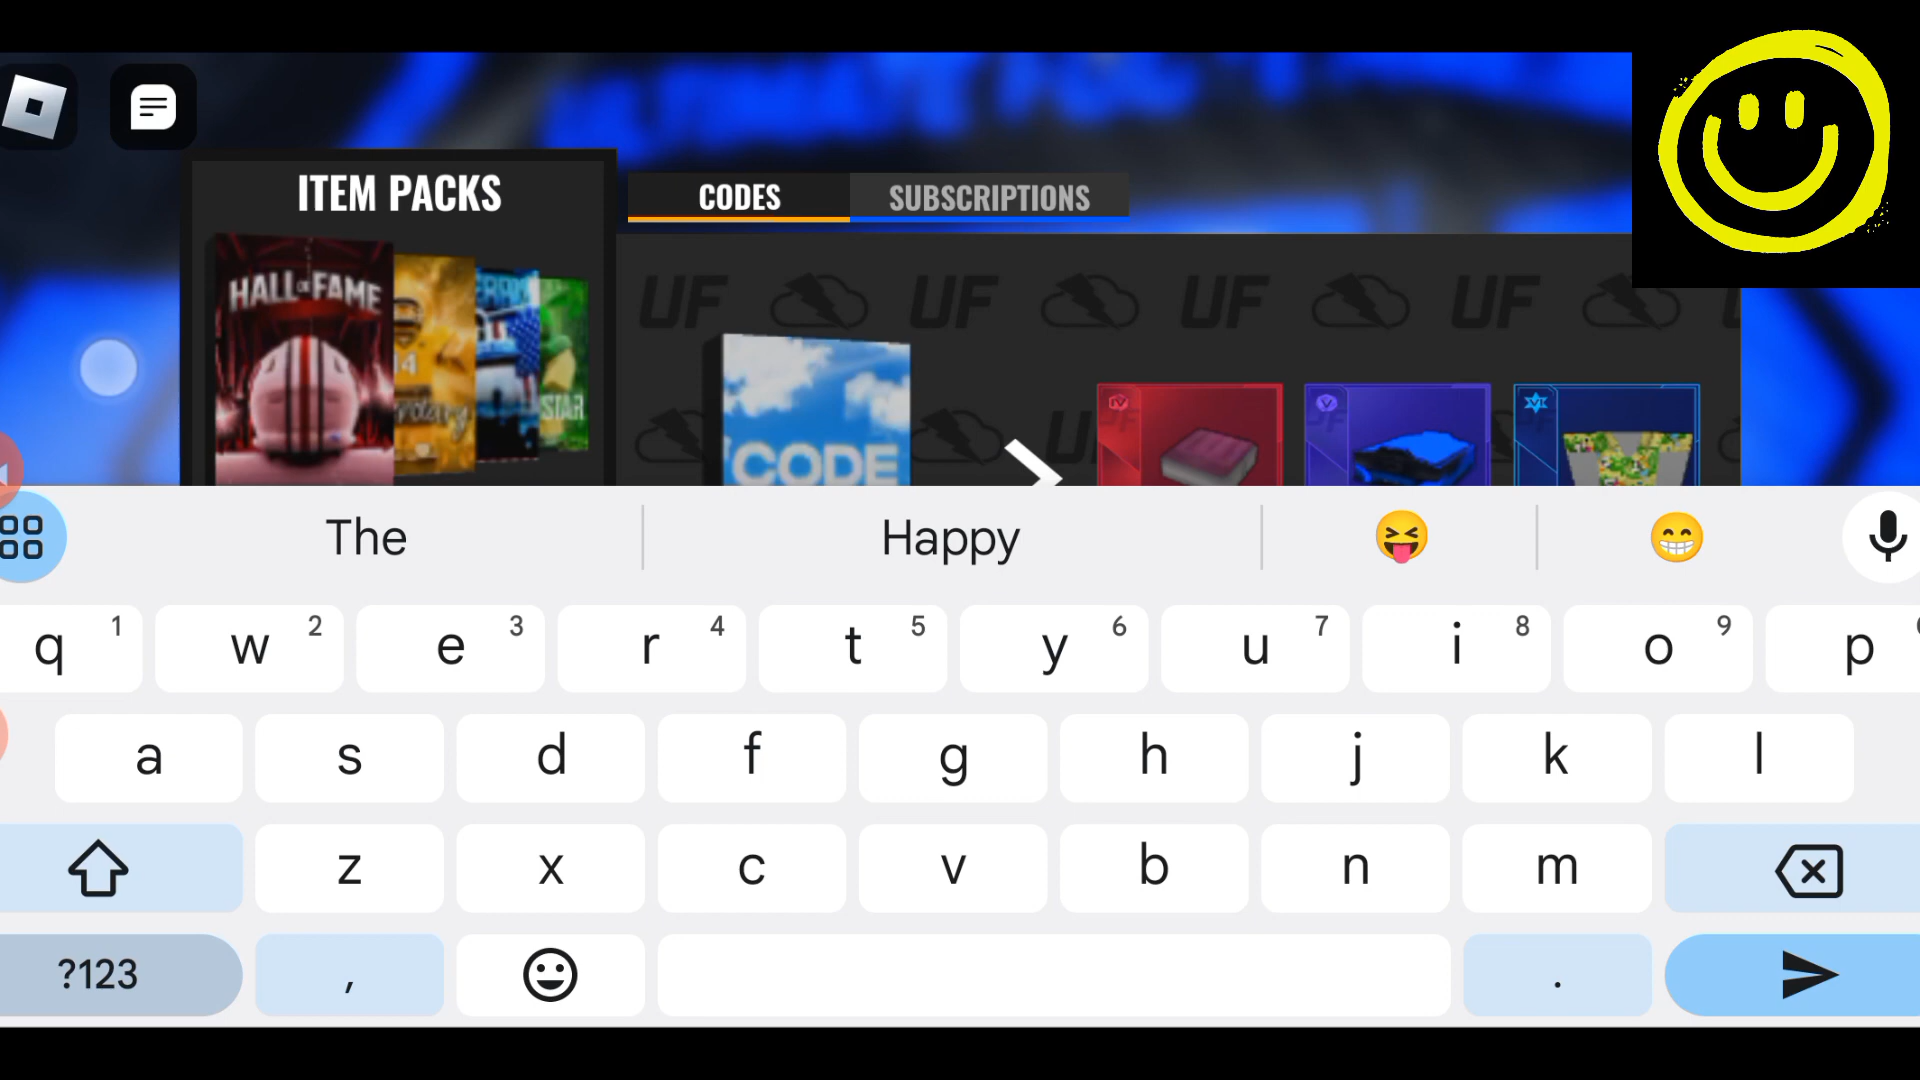 ITEM PACKS
CODES
SUBSCRIPTIONS
HALL OF FAME
STAR
UF UF UF UF
CODE
The
Happy
q 1 w 2 e 3 r 4 t 5 y 6 u 7 i 8 o 9 p
a s d f g h j k l
z x c v b n m
?123 , .